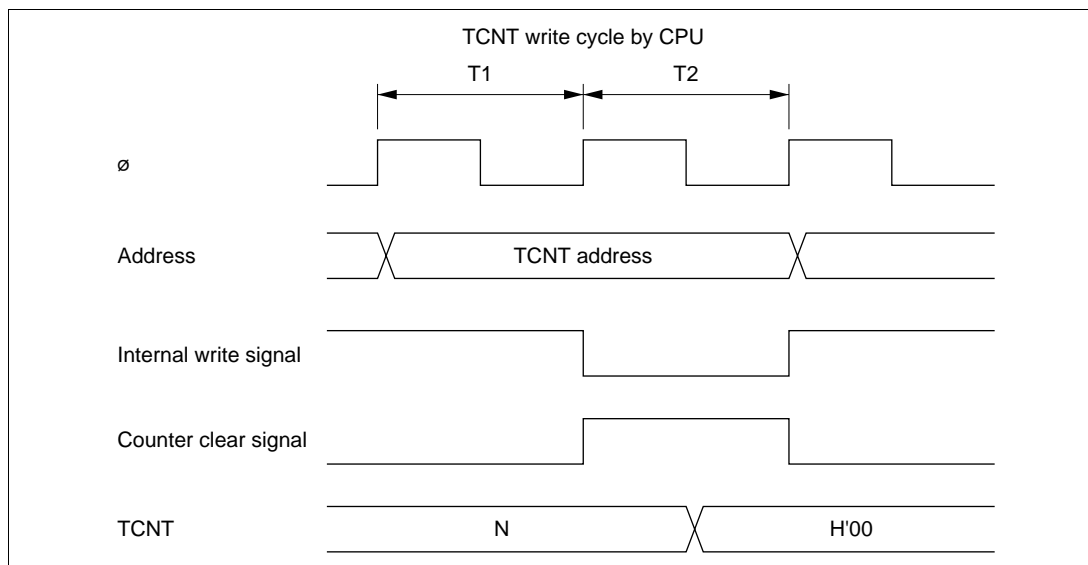 TCNT write cycle by CPU
T1 T2
ø
Address TCNT address
Internal write signal
Counter clear signal
TCNT N H'00